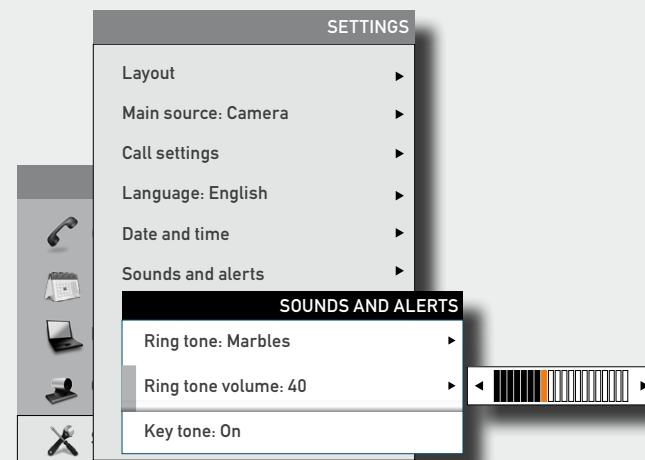 SETTINGS
Layout
Main source: Camera
Call settings
Language: English
Date and time
Sounds and alerts
SOUNDS AND ALERTS
Ring tone: Marbles
Ring tone volume: 40
Key tone: On